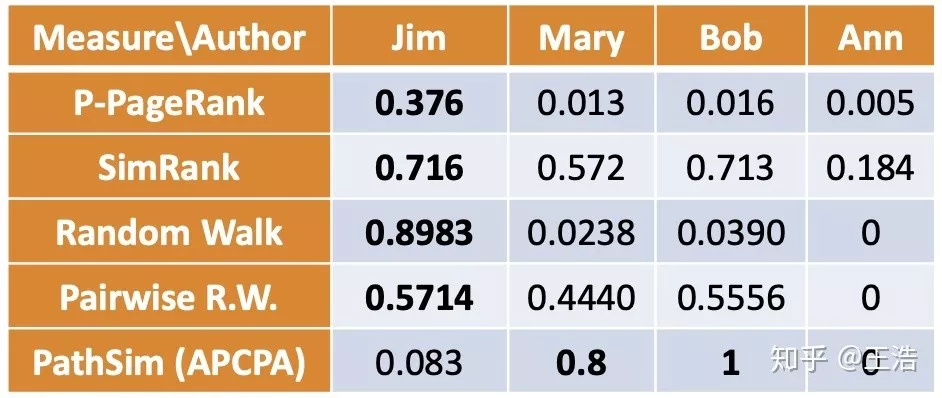 Measure\Author Jim Mary Bob Ann
P-PageRank 0.376 0.013 0.016 0.005
SimRank 0.716 0.572 0.713 0.184
Random Walk 0.8983 0.0238 0.0390 0
Pairwise R.W. 0.5714 0.4440 0.5556 0
PathSim (APCPA) 0.083 0.8 1 0
知乎 @王浩